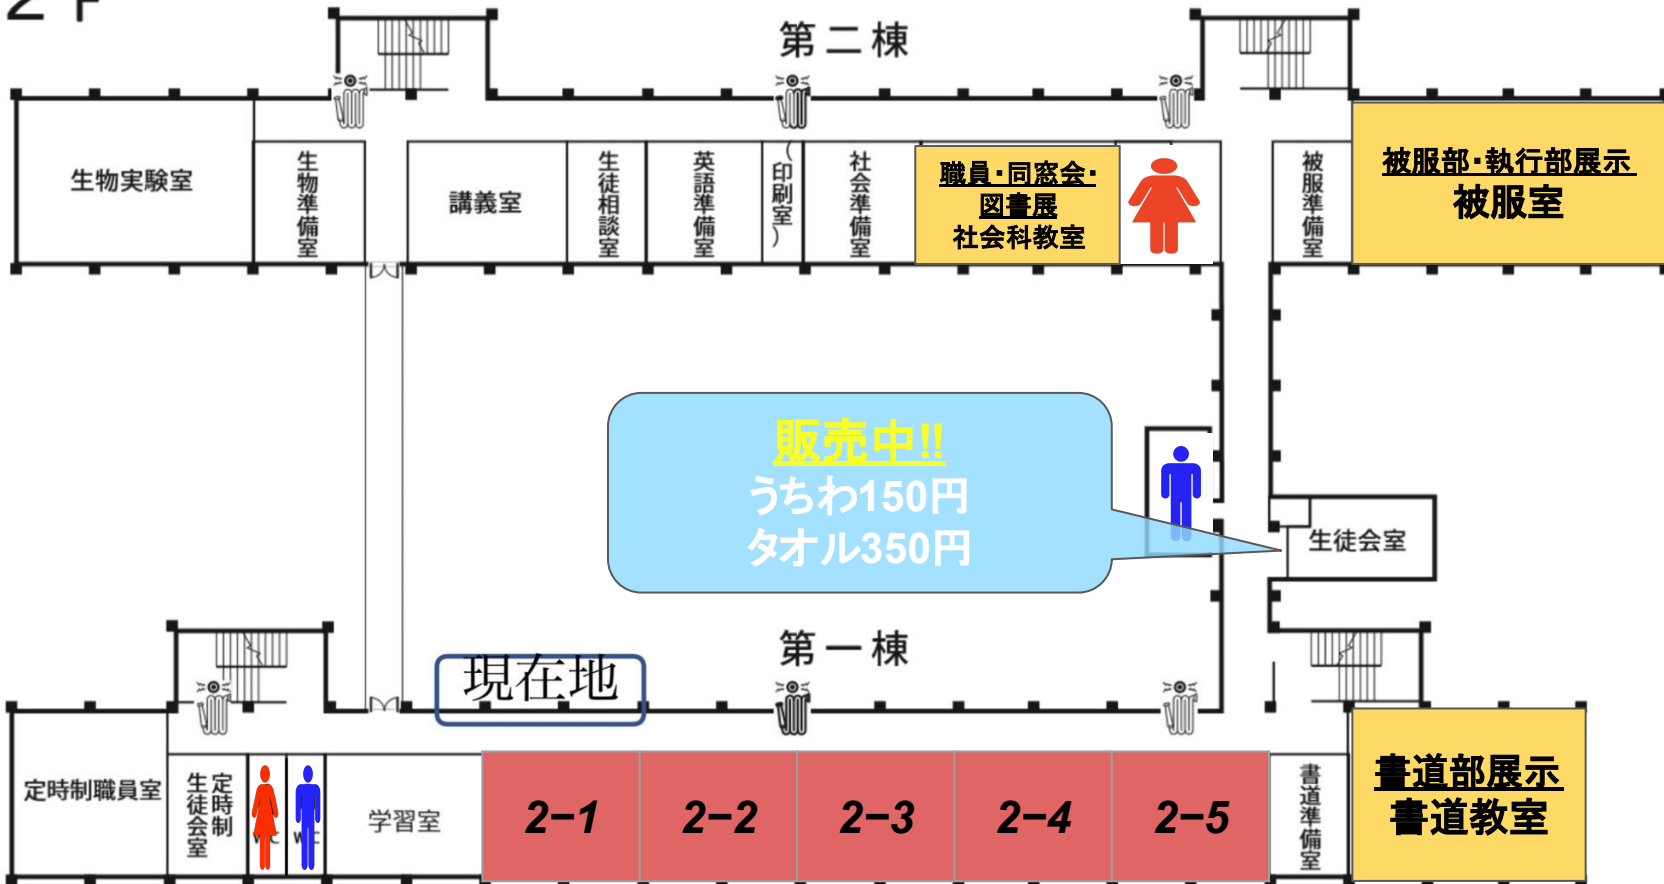 2F
第二棟
生物実験室
生物準備室
講義室
生徒相談室
英語準備室
(印刷室)
社会準備室
職員・同窓会・
図書展
社会科教室
被服準備室
被服部・執行部展示
被服室
販売中!!
うちわ150円
タオル350円
生徒会室
第一棟
現在地
定時制職員室
定時制
生徒会室
WC
WC
学習室
2-1
2-2
2-3
2-4
2-5
書道準備室
書道部展示
書道教室